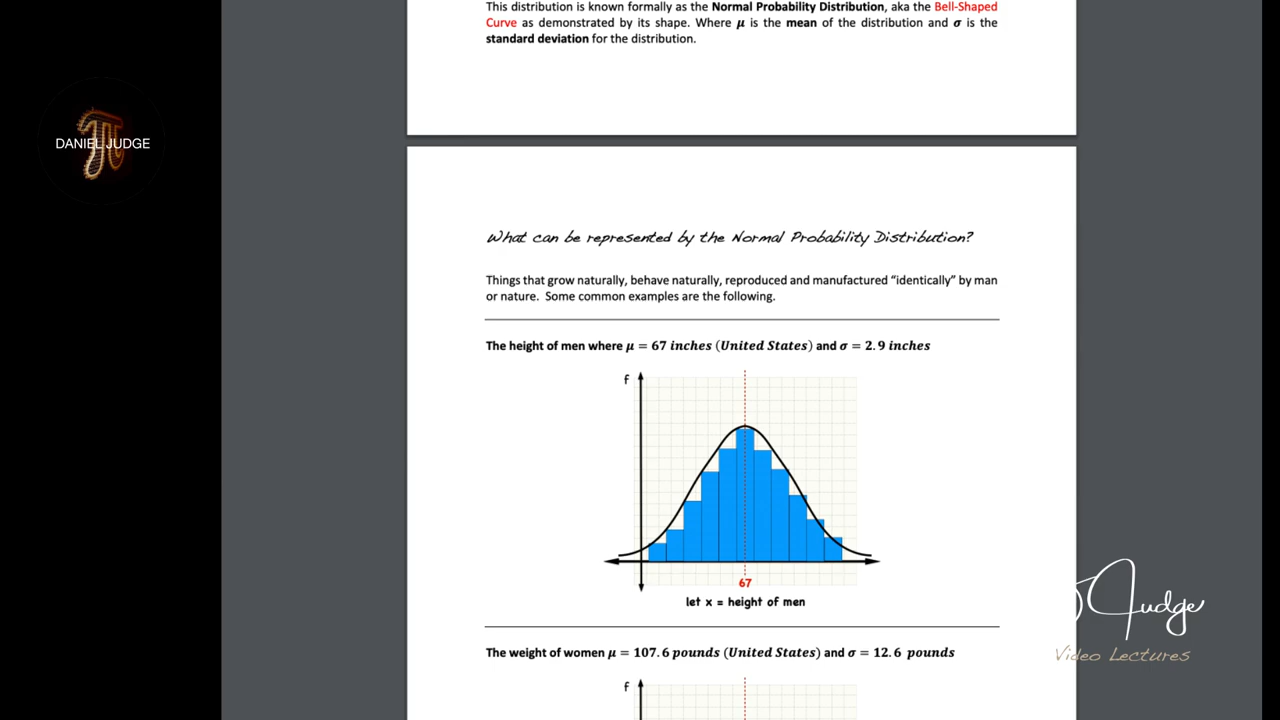 This distribution is known formally as the Normal Probability Distribution, aka the Bell-Shaped
Curve as demonstrated by its shape. Where μ is the mean of the distribution and σ is the
standard deviation for the distribution.
DANIEL JUDGE
What can be represented by the Normal Probability Distribution?
Things that grow naturally, behave naturally, reproduced and manufactured “identically” by man
or nature. Some common examples are the following.
The height of men where μ = 67 inches (United States) and σ = 2.9 inches
f
67
let x = height of men
Judge
Video Lectures
The weight of women μ = 107.6 pounds (United States) and σ = 12.6 pounds
f